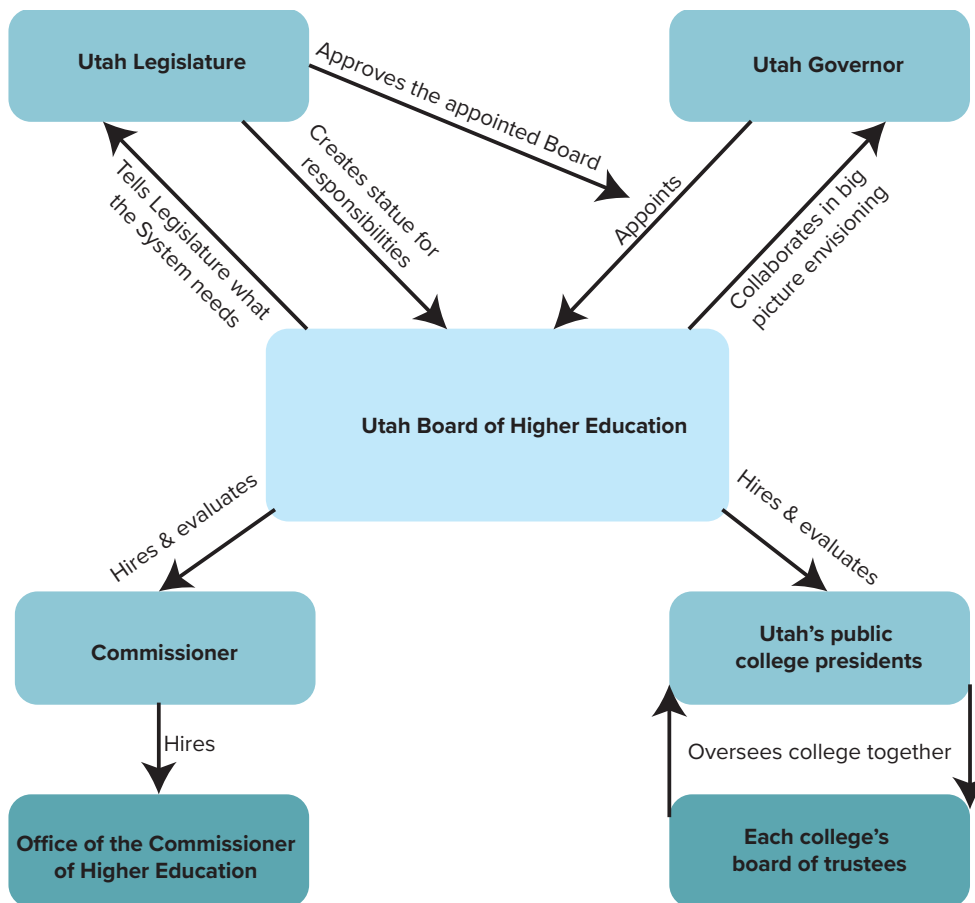 Utah Legislature
Approves the appointed Board
Utah Governor
Tells Legislature what
the System needs
Creates statue for
responsibilities
Appoints
Collaborates in big
picture envisioning
Utah Board of Higher Education
Hires & evaluates
Hires & evaluates
Commissioner
Utah’s public
college presidents
Hires
Oversees college together
Office of the Commissioner
of Higher Education
Each college’s
board of trustees